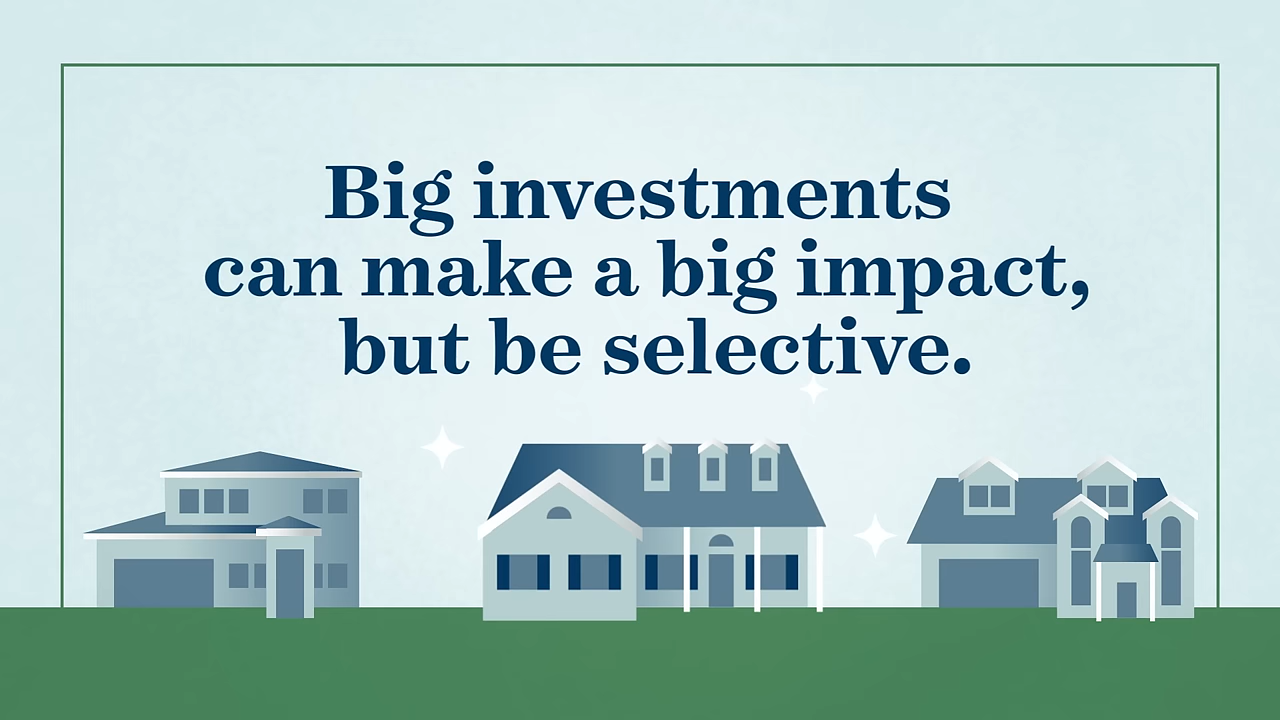 Big investments
can make a big impact,
but be selective.